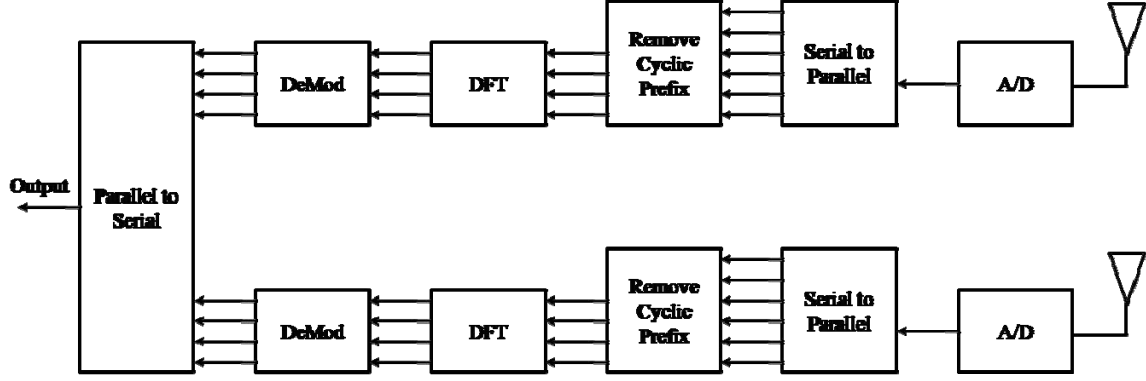 DeMod
DFT
Remove
Cyclic
Prefix
Serial to
Parallel
A/D
Output
Parallel to
Serial
DeMod
DFT
Remove
Cyclic
Prefix
Serial to
Parallel
A/D